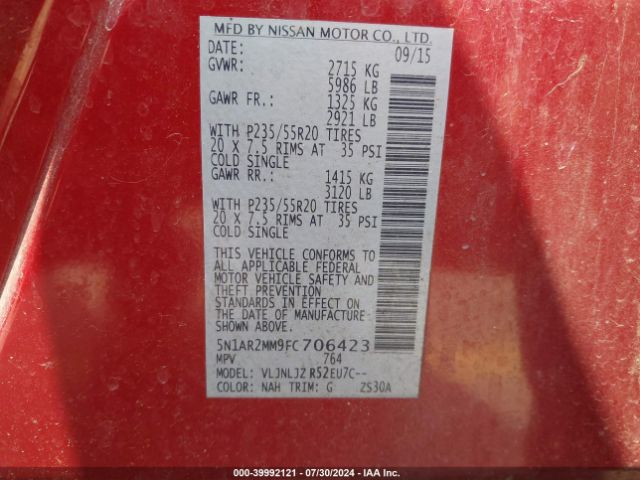 MFD BY NISSAN MOTOR CO., LTD.
DATE: 09/15
GVWR: 2715 KG
5986 LB
GAWR FR.: 1325 KG
2921 LB
WITH P235/55R20 TIRES
20 X 7.5 RIMS AT 35 PSI
COLD SINGLE
GAWR RR.: 1415 KG
3120 LB
WITH P235/55R20 TIRES
20 X 7.5 RIMS AT 35 PSI
COLD SINGLE
THIS VEHICLE CONFORMS TO
ALL APPLICABLE FEDERAL
MOTOR VEHICLE SAFETY AND
THEFT PREVENTION
STANDARDS IN EFFECT ON
THE DATE OF MANUFACTURE
SHOWN ABOVE.
5N1AR2MM9FC706423
MPV 764
MODEL: VLJNLJZ R52EU7C--
COLOR: NAH TRIM: G 2S30A
000-39992121 - 07/30/2024 - IAA Inc.